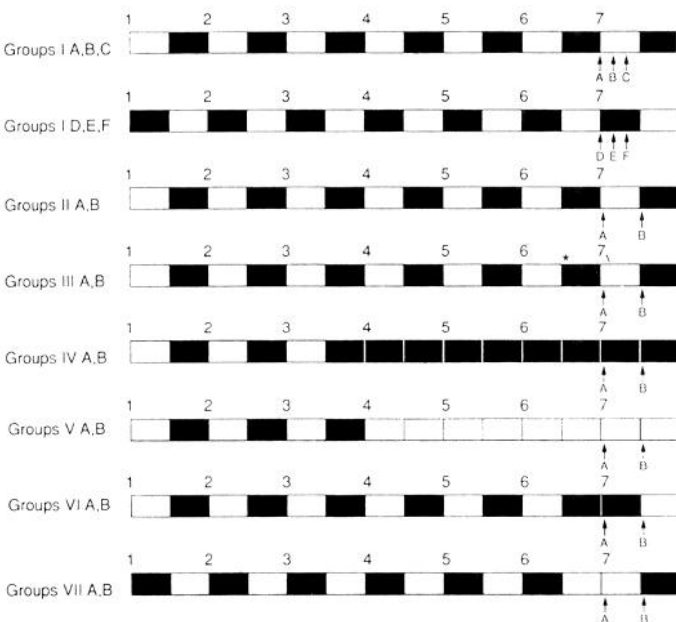 1 2 3 4 5 6 7
Groups I A,B,C
A B C
1 2 3 4 5 6 7
Groups I D,E,F
D E F
1 2 3 4 5 6 7
Groups II A,B
A B
1 2 3 4 5 6 * 7
Groups III A,B
A B
1 2 3 4 5 6 7
Groups IV A,B
A B
1 2 3 4 5 6 7
Groups V A,B
A B
1 2 3 4 5 6 7
Groups VI A,B
A B
1 2 3 4 5 6 7
Groups VII A,B
A B